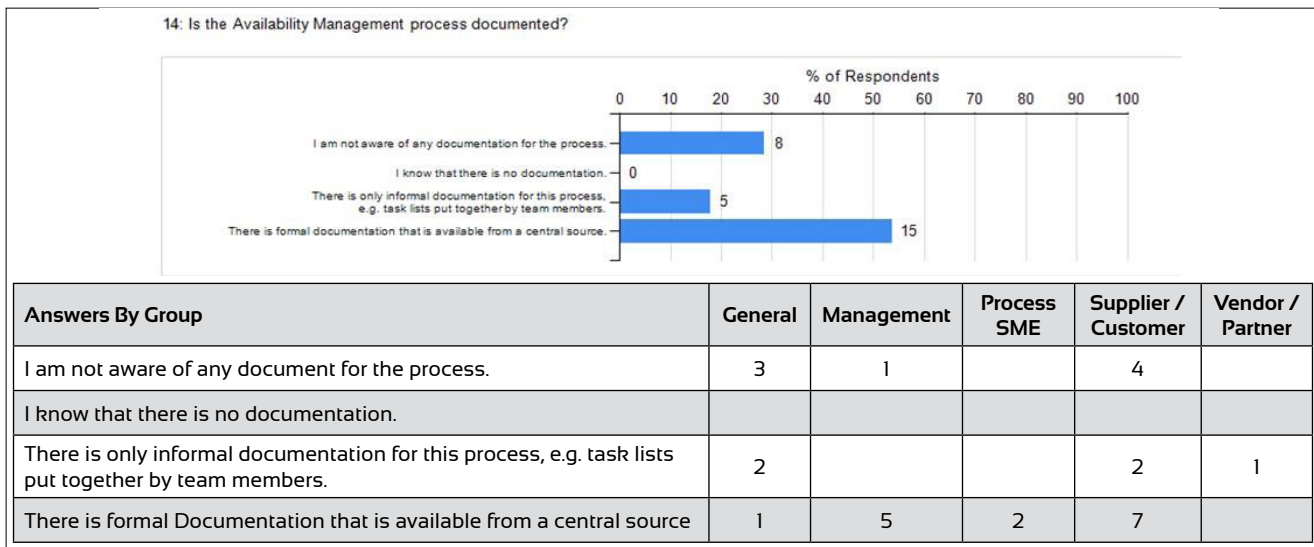 14: Is the Availability Management process documented?
% of Respondents
0 10 20 30 40 50 60 70 80 90 100
I am not aware of any documentation for the process. 8
I know that there is no documentation. 0
There is only informal documentation for this process,
e.g. task lists put together by team members. 5
There is formal documentation that is available from a central source. 15
Answers By Group General Management Process SME Supplier / Customer Vendor / Partner
I am not aware of any document for the process. 3 1 4
I know that there is no documentation.
There is only informal documentation for this process, e.g. task lists
put together by team members. 2 2 1
There is formal Documentation that is available from a central source 1 5 2 7